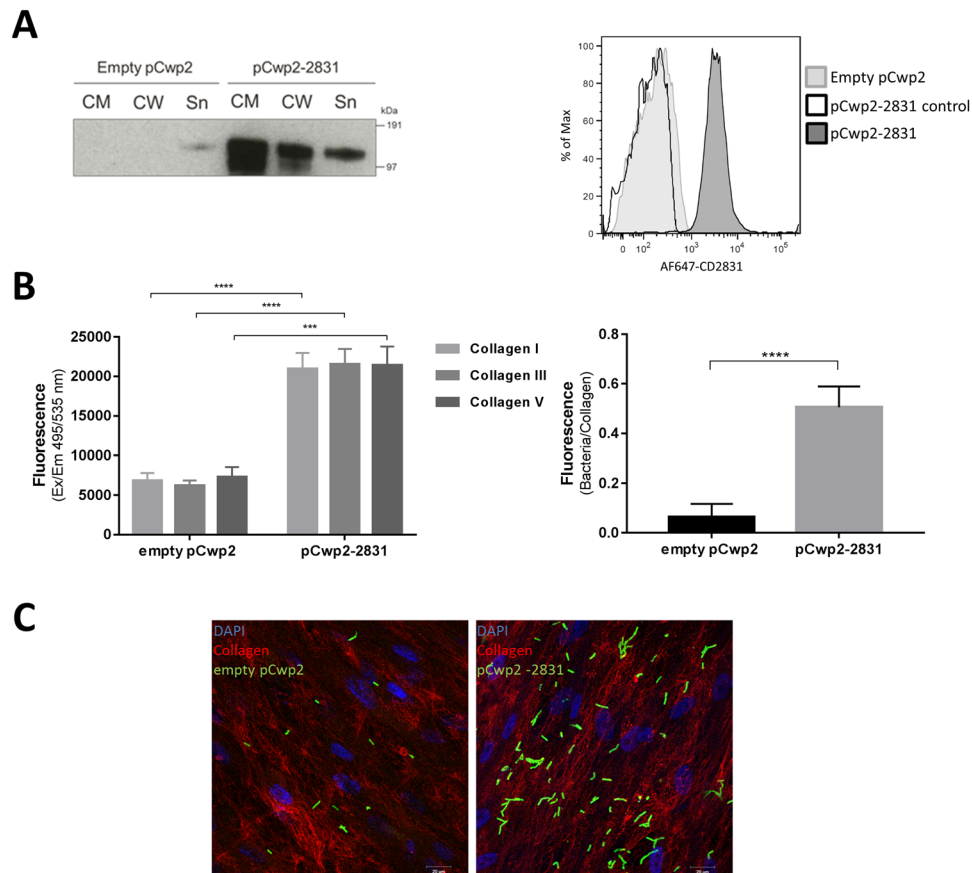 A
Empty pCwp2 pCwp2-2831
CM CW Sn CM CW Sn
kDa
191
97
% of Max
100
80
60
40
20
0
0 10² 10³ 10⁴ 10⁵
AF647-CD2831
Empty pCwp2
pCwp2-2831 control
pCwp2-2831
B
****
****
***
Fluorescence
(Ex/Em 495/535 nm)
25000
20000
15000
10000
5000
0
empty pCwp2 pCwp2-2831
Collagen I
Collagen III
Collagen V
****
Fluorescence
(Bacteria/Collagen)
0.8
0.6
0.4
0.2
0.0
empty pCwp2 pCwp2-2831
C
DAPI
Collagen
empty pCwp2
20 µm
DAPI
Collagen
pCwp2 -2831
20 µm